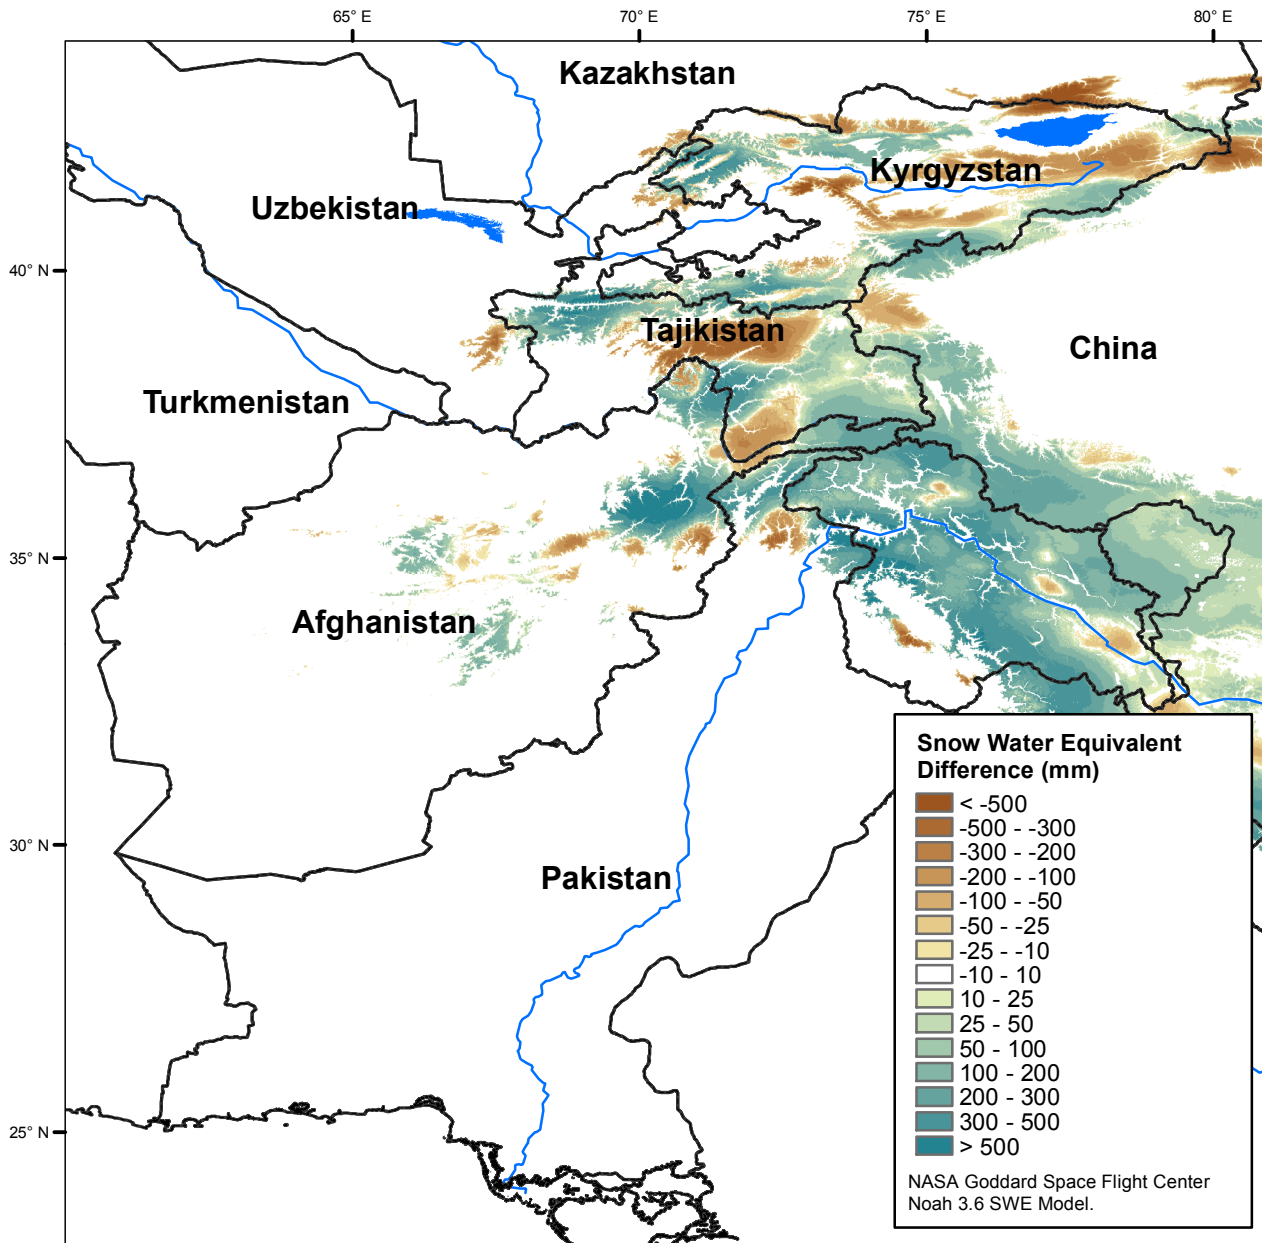 65° E
70° E
75° E
80° E
Kazakhstan
Kyrgyzstan
Uzbekistan
40° N
Tajikistan
China
Turkmenistan
35° N
Afghanistan
Snow Water Equivalent
Difference (mm)
< -500
-500 - -300
-300 - -200
-200 - -100
-100 - -50
-50 - -25
-25 - -10
-10 - 10
10 - 25
25 - 50
50 - 100
100 - 200
200 - 300
300 - 500
> 500
30° N
Pakistan
25° N
NASA Goddard Space Flight Center
Noah 3.6 SWE Model.